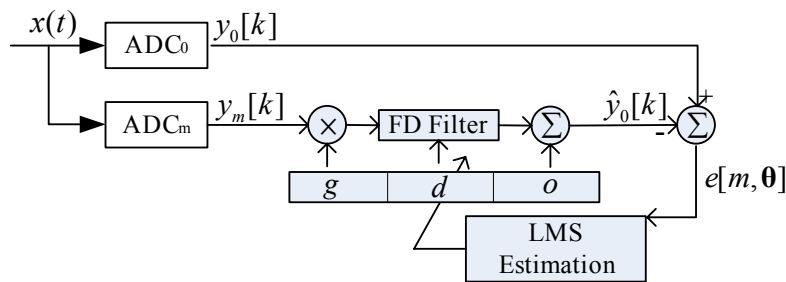 x(t)
ADC₀
y₀[k]
+
ADCₘ
yₘ[k]
×
FD Filter
Σ
ŷ₀[k]
-
Σ
g
d
o
e[m, θ]
LMS
Estimation